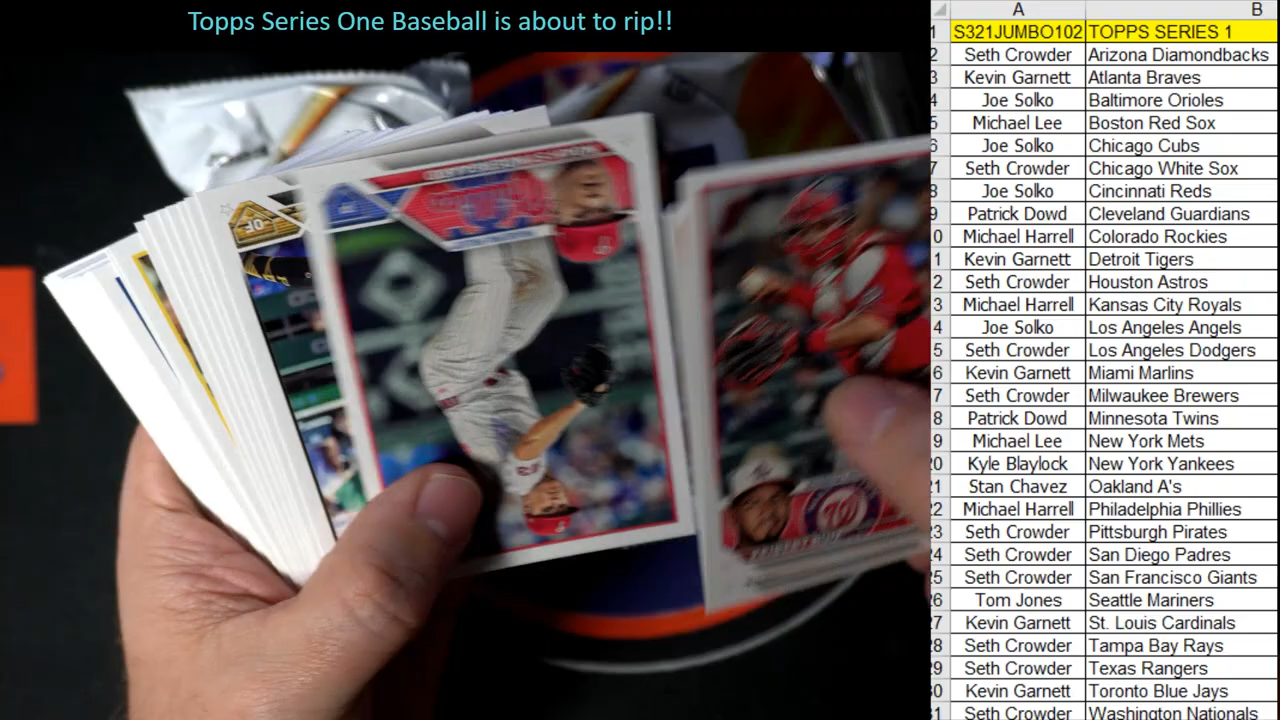 Topps Series One Baseball is about to rip!!
A B
1 S321JUMBO102 TOPPS SERIES 1
2 Seth Crowder Arizona Diamondbacks
3 Kevin Garnett Atlanta Braves
4 Joe Solko Baltimore Orioles
5 Michael Lee Boston Red Sox
6 Joe Solko Chicago Cubs
7 Seth Crowder Chicago White Sox
8 Joe Solko Cincinnati Reds
9 Patrick Dowd Cleveland Guardians
0 Michael Harrell Colorado Rockies
1 Kevin Garnett Detroit Tigers
2 Seth Crowder Houston Astros
3 Michael Harrell Kansas City Royals
4 Joe Solko Los Angeles Angels
5 Seth Crowder Los Angeles Dodgers
6 Kevin Garnett Miami Marlins
7 Seth Crowder Milwaukee Brewers
8 Patrick Dowd Minnesota Twins
9 Michael Lee New York Mets
20 Kyle Blaylock New York Yankees
21 Stan Chavez Oakland A's
22 Michael Harrell Philadelphia Phillies
23 Seth Crowder Pittsburgh Pirates
24 Seth Crowder San Diego Padres
25 Seth Crowder San Francisco Giants
26 Tom Jones Seattle Mariners
27 Kevin Garnett St. Louis Cardinals
28 Seth Crowder Tampa Bay Rays
29 Seth Crowder Texas Rangers
30 Kevin Garnett Toronto Blue Jays
31 Seth Crowder Washington Nationals